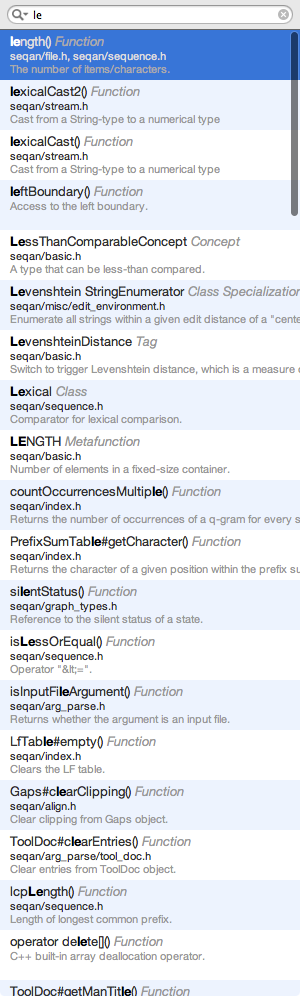 le
length() Function
seqan/file.h, seqan/sequence.h
The number of items/characters.
lexicalCast2() Function
seqan/stream.h
Cast from a String-type to a numerical type
lexicalCast() Function
seqan/stream.h
Cast from a String-type to a numerical type
leftBoundary() Function
Access to the left boundary.
LessThanComparableConcept Concept
seqan/basic.h
A type that can be less-than compared.
Levenshtein StringEnumerator Class Specialization
seqan/misc/edit_environment.h
Enumerate all strings within a given edit distance of a "cente
LevenshteinDistance Tag
seqan/basic.h
Switch to trigger Levenshtein distance, which is a measure o
Lexical Class
seqan/sequence.h
Comparator for lexical comparison.
LENGTH Metafunction
seqan/basic.h
Number of elements in a fixed-size container.
countOccurrencesMultiple() Function
seqan/index.h
Returns the number of occurrences of a q-gram for every s
PrefixSumTable#getCharacter() Function
seqan/index.h
Returns the character of a given position within the prefix su
silentStatus() Function
seqan/graph_types.h
Reference to the silent status of a state.
isLessOrEqual() Function
seqan/sequence.h
Operator "&lt;=".
isInputFileArgument() Function
seqan/arg_parse.h
Returns whether the argument is an input file.
LfTable#empty() Function
seqan/index.h
Clears the LF table.
Gaps#clearClipping() Function
seqan/align.h
Clear clipping from Gaps object.
ToolDoc#clearEntries() Function
seqan/arg_parse/tool_doc.h
Clear entries from ToolDoc object.
lcpLength() Function
seqan/sequence.h
Length of longest common prefix.
operator delete[]() Function
C++ built-in array deallocation operator.
ToolDoc#getManTitle() Function